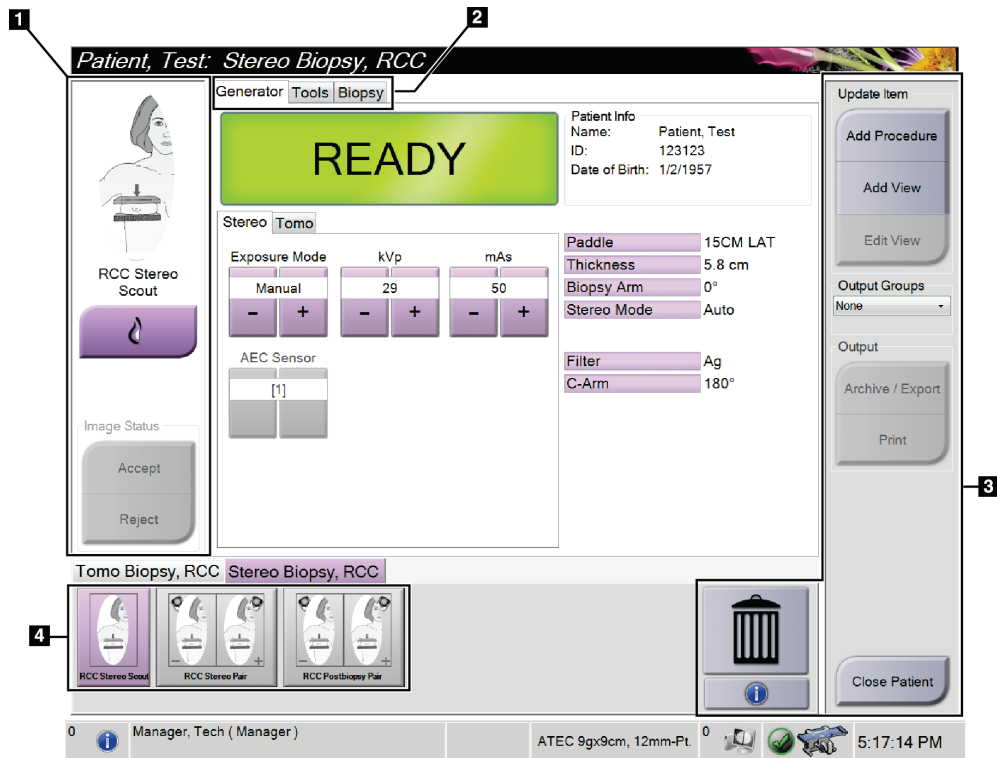 1
2
Patient, Test: Stereo Biopsy, RCC
Generator Tools Biopsy
READY
Patient Info
Name: Patient, Test
ID: 123123
Date of Birth: 1/2/1957
RCC Stereo
Scout
Image Status
Accept
Reject
Stereo Tomo
Exposure Mode kVp mAs
Manual 29 50
- + - + - +
AEC Sensor
[1]
Paddle 15CM LAT
Thickness 5.8 cm
Biopsy Arm 0°
Stereo Mode Auto
Filter Ag
C-Arm 180°
Update Item
Add Procedure
Add View
Edit View
Output Groups
None
Output
Archive / Export
Print
3
Close Patient
Tomo Biopsy, RCC Stereo Biopsy, RCC
4
- + - +
RCC Stereo Scout RCC Stereo Pair RCC Postbiopsy Pair
i
0 i Manager, Tech ( Manager ) ATEC 9gx9cm, 12mm-Pt. 0 5:17:14 PM